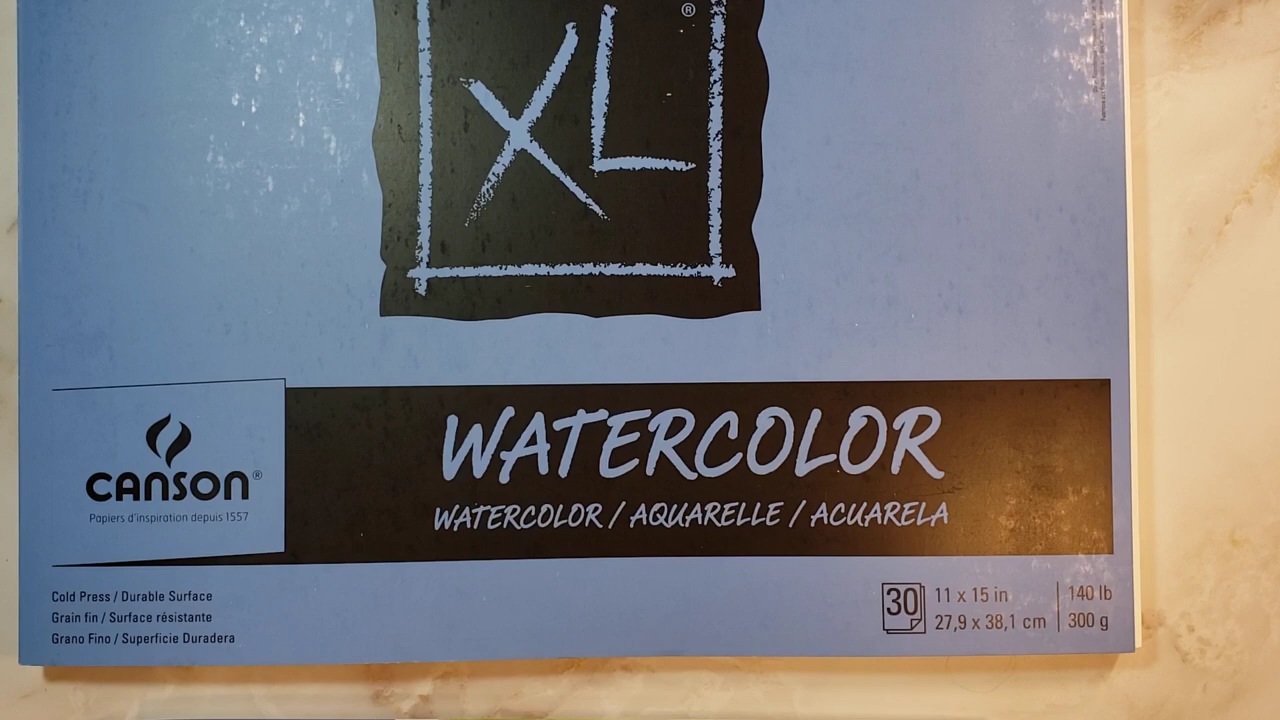 ®
XL
WATERCOLOR
CANSON®
Papiers d'inspiration depuis 1557
WATERCOLOR / AQUARELLE / ACUARELA
Cold Press / Durable Surface
Grain fin / Surface résistante
Grano Fino / Superficie Duradera
30
11 x 15 in
27,9 x 38,1 cm
140 lb
300 g